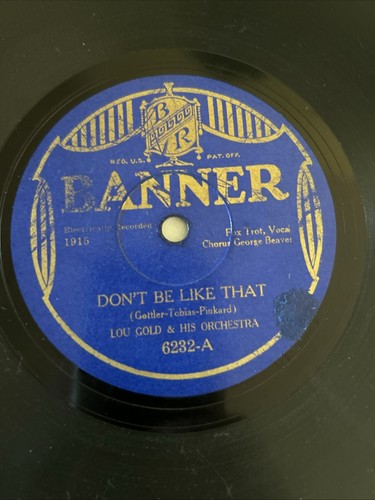 B
R
REG. U.S. PAT. OFF.
BANNER
Electrically Recorded
1915
Fox Trot, Vocal
Chorus George Beaver
DON'T BE LIKE THAT
(Gottler-Tobias-Pinkard)
LOU GOLD & HIS ORCHESTRA
6232-A